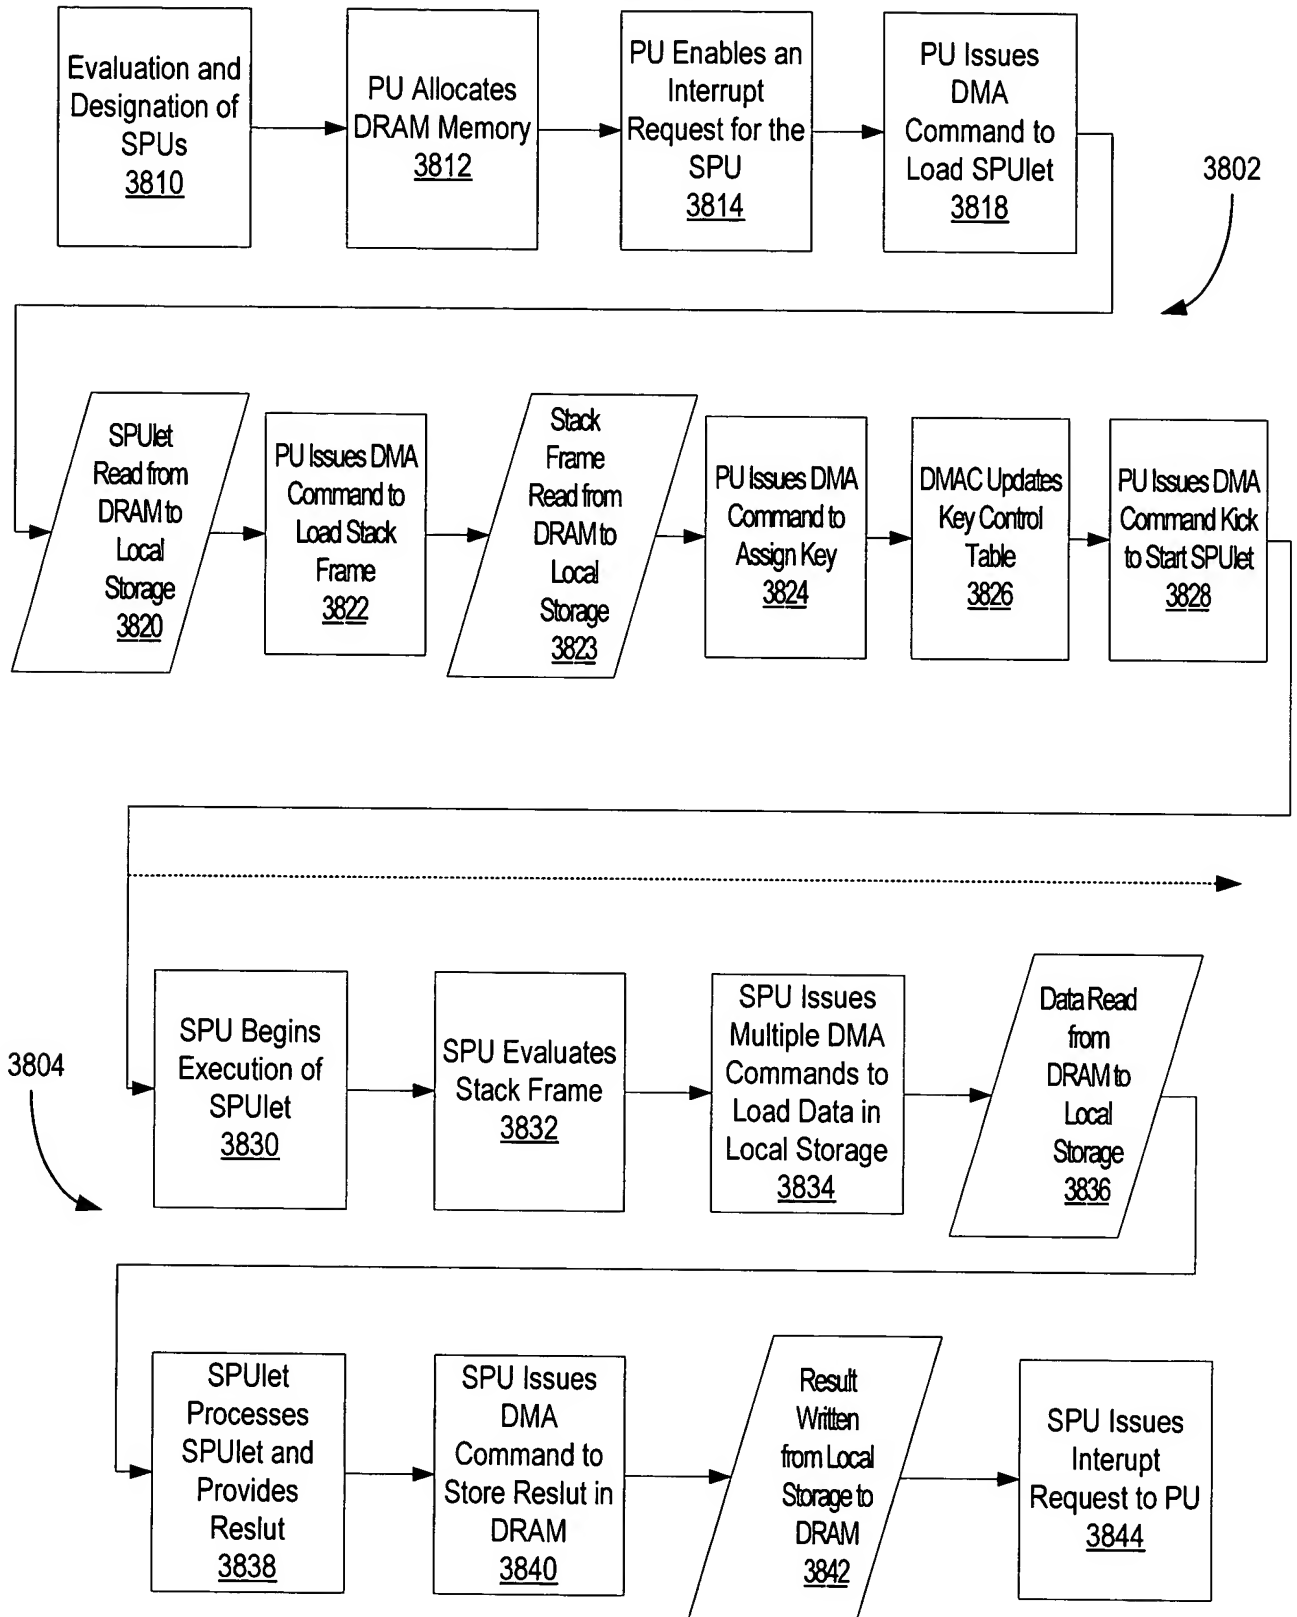 Evaluation and
Designation of
SPUs
3810
PU Allocates
DRAM Memory
3812
PU Enables an
Interrupt
Request for the
SPU
3814
PU Issues
DMA
Command to
Load SPUlet
3818
3802
SPUlet
Read from
DRAM to
Local
Storage
3820
PU Issues DMA
Command to
Load Stack
Frame
3822
Stack
Frame
Read from
DRAM to
Local
Storage
3823
PU Issues DMA
Command to
Assign Key
3824
DMAC Updates
Key Control
Table
3826
PU Issues DMA
Command Kick
to Start SPUlet
3828
3804
SPU Begins
Execution of
SPUlet
3830
SPU Evaluates
Stack Frame
3832
SPU Issues
Multiple DMA
Commands to
Load Data in
Local Storage
3834
Data Read
from
DRAM to
Local
Storage
3836
SPUlet
Processes
SPUlet and
Provides
Reslut
3838
SPU Issues
DMA
Command to
Store Reslut in
DRAM
3840
Result
Written
from Local
Storage to
DRAM
3842
SPU Issues
Interupt
Request to PU
3844